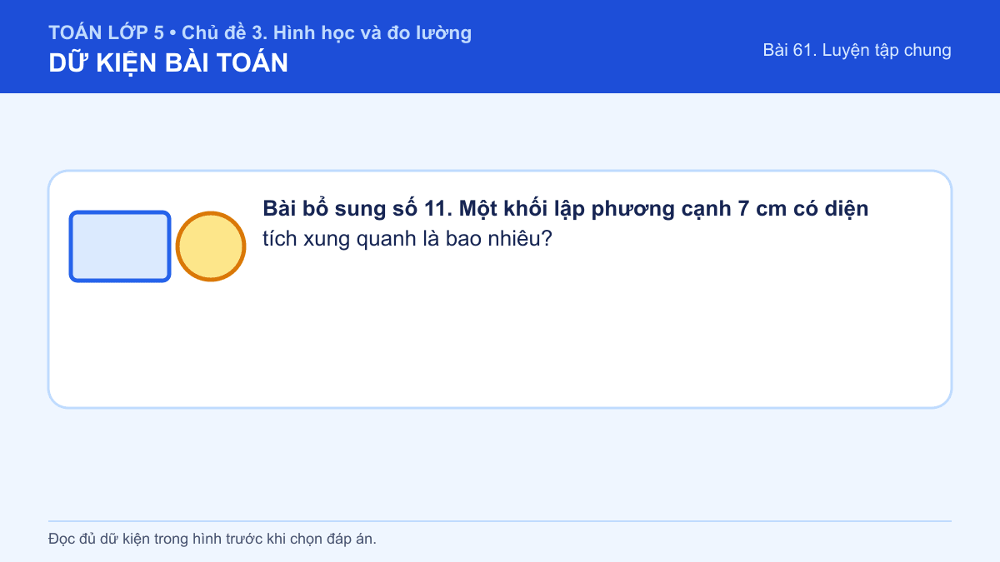 TOÁN LỚP 5 • Chủ đề 3. Hình học và đo lường
DỮ KIỆN BÀI TOÁN
Bài 61. Luyện tập chung
Bài bổ sung số 11. Một khối lập phương cạnh 7 cm có diện
tích xung quanh là bao nhiêu?
Đọc đủ dữ kiện trong hình trước khi chọn đáp án.